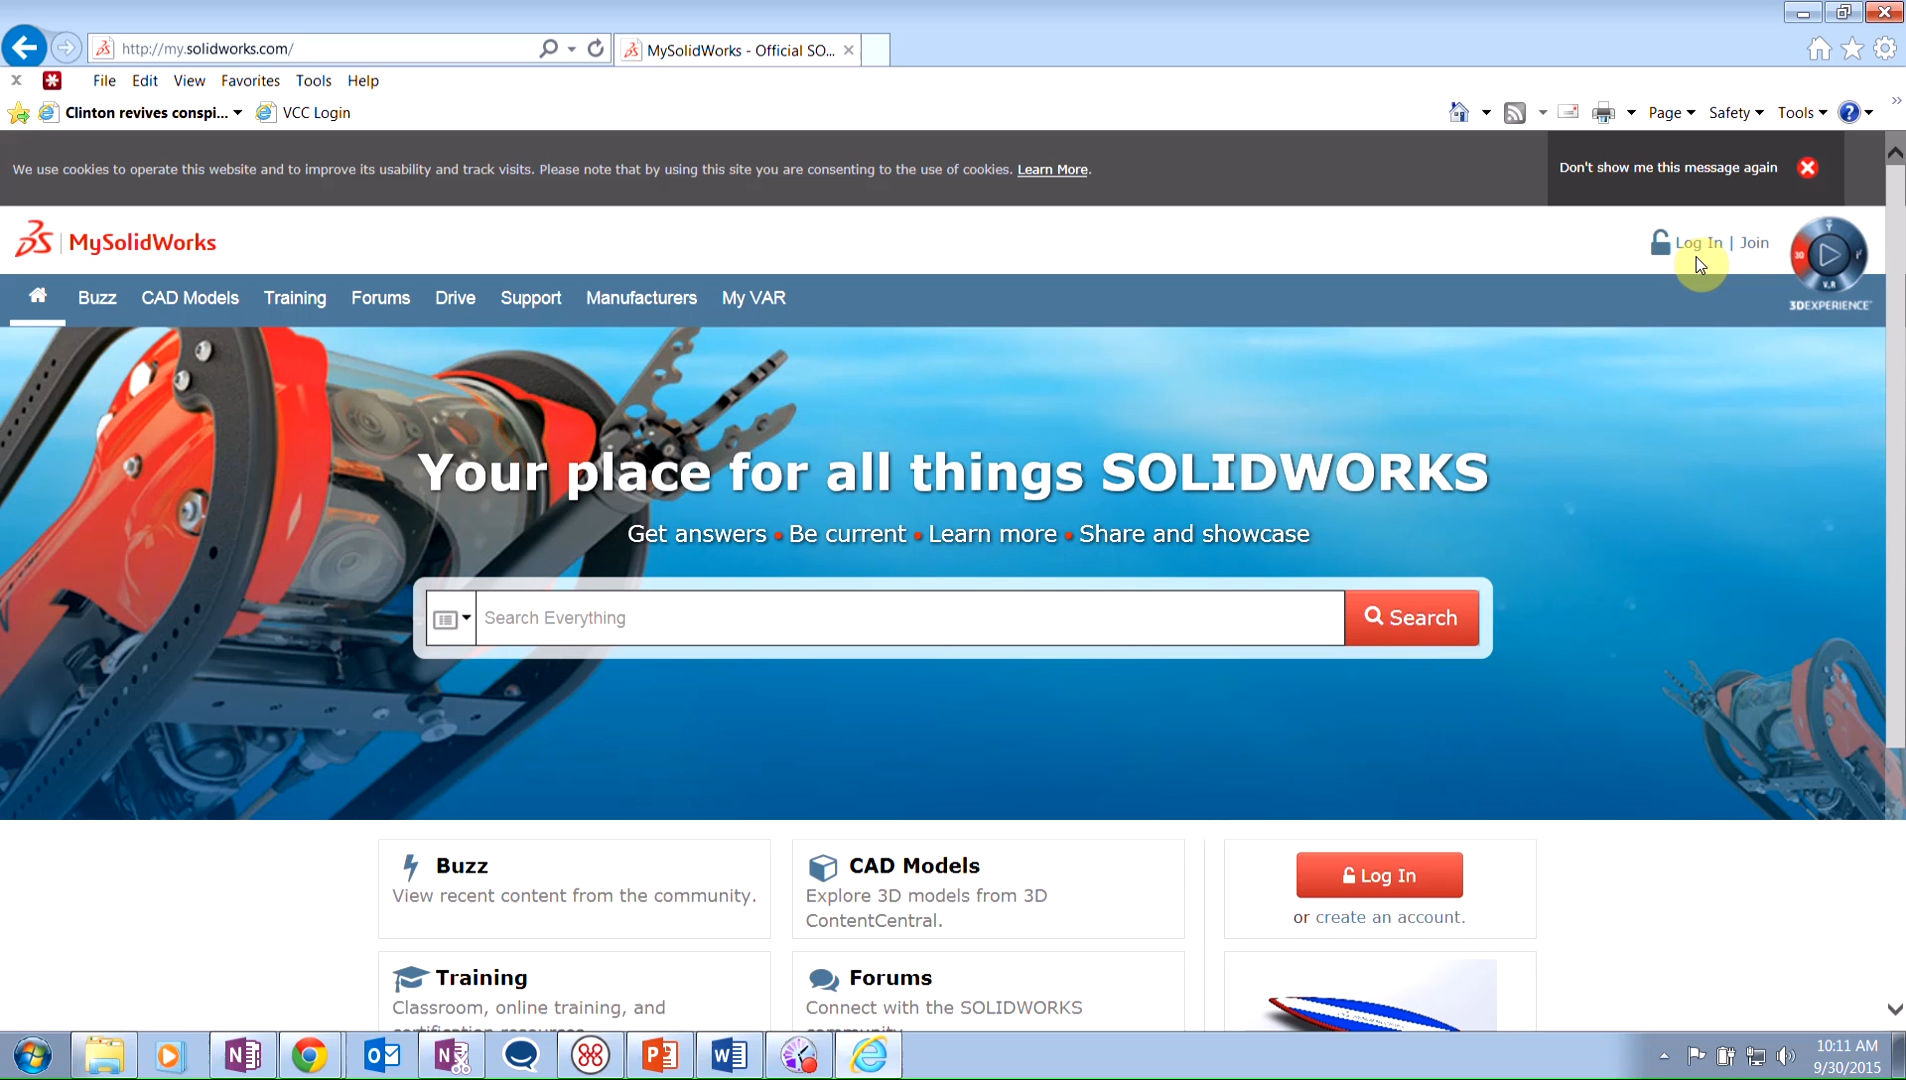 http://my.solidworks.com/
MySolidWorks - Official SO...
File Edit View Favorites Tools Help
Clinton revives conspi... VCC Login
Page Safety Tools
We use cookies to operate this website and to improve its usability and track visits. Please note that by using this site you are consenting to the use of cookies. Learn More.
Don't show me this message again
MySolidWorks
Log In | Join
3D
V.R
3DEXPERIENCE
Buzz CAD Models Training Forums Drive Support Manufacturers My VAR
Your place for all things SOLIDWORKS
Get answers • Be current • Learn more • Share and showcase
Search Everything
Search
Buzz
View recent content from the community.
CAD Models
Explore 3D models from 3D
ContentCentral.
Log In
or create an account.
Training
Classroom, online training, and
certification resources.
Forums
Connect with the SOLIDWORKS
community.
10:11 AM
9/30/2015